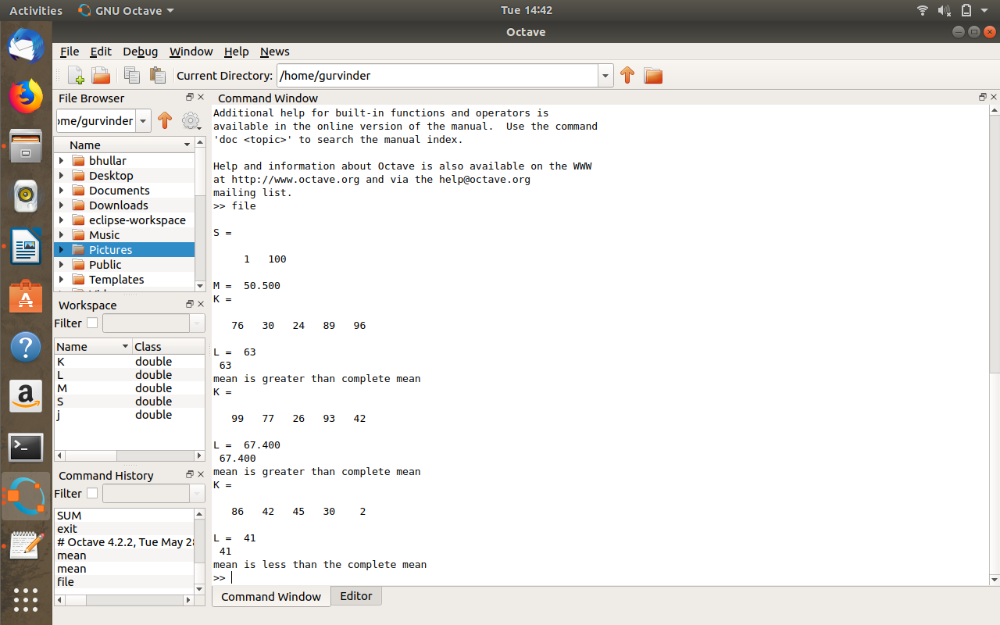 Activities GNU Octave Tue 14:42
Octave
File Edit Debug Window Help News
Current Directory: /home/gurvinder
File Browser
ome/gurvinder
Name
bhullar
Desktop
Documents
Downloads
eclipse-workspace
Music
Pictures
Public
Templates
Workspace
Filter
Name Class
K double
L double
M double
S double
j double
Command History
Filter
SUM
exit
# Octave 4.2.2, Tue May 28
mean
mean
file
Command Window
Additional help for built-in functions and operators is
available in the online version of the manual. Use the command
'doc <topic>' to search the manual index.
Help and information about Octave is also available on the WWW
at http://www.octave.org and via the help@octave.org
mailing list.
>> file
S =
1 100
M = 50.500
K =
76 30 24 89 96
L = 63
63
mean is greater than complete mean
K =
99 77 26 93 42
L = 67.400
67.400
mean is greater than complete mean
K =
86 42 45 30 2
L = 41
41
mean is less than the complete mean
>>
Command Window Editor